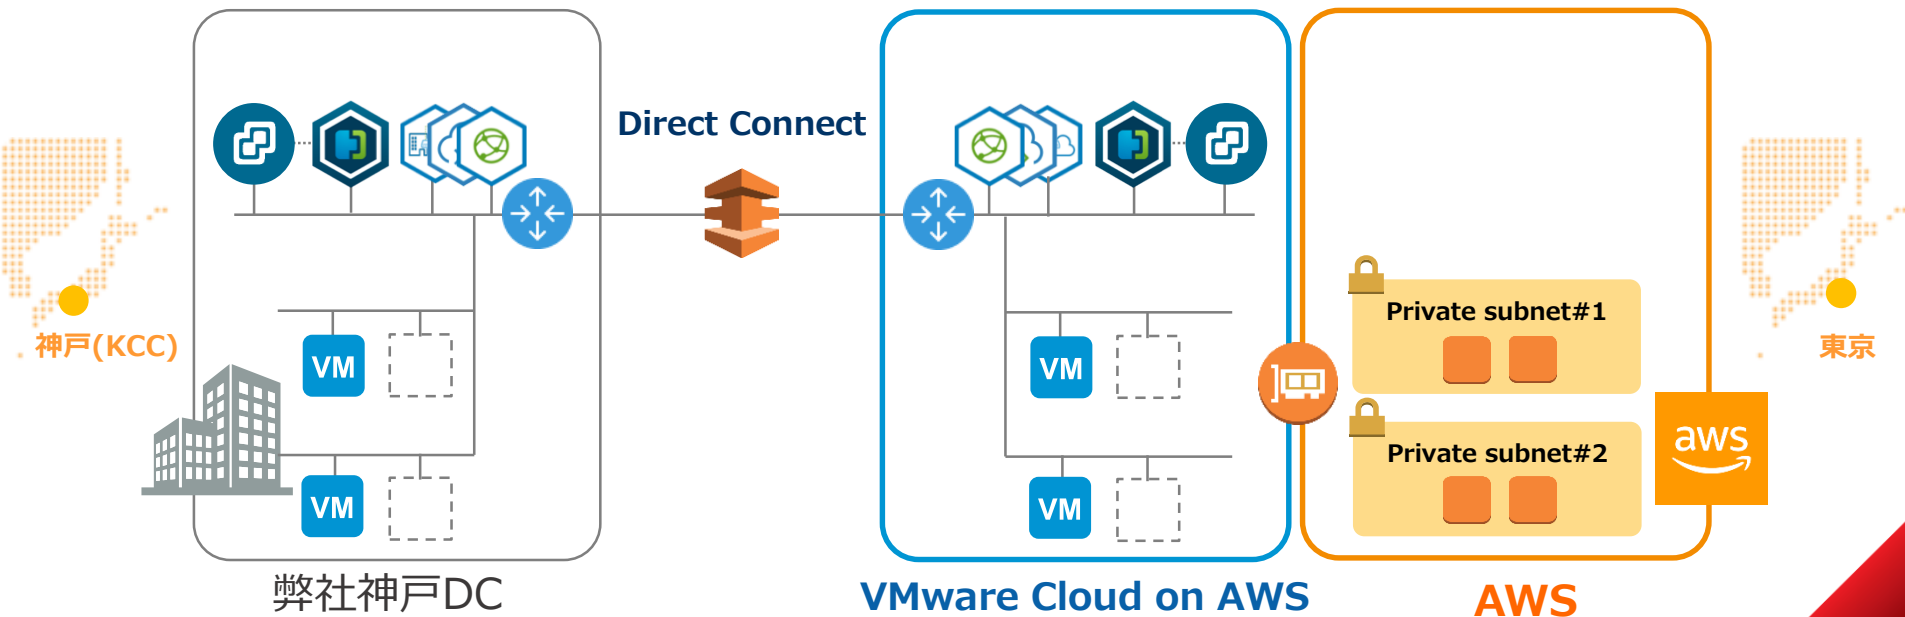 Direct Connect
神戸(KCC)
VM
VM
弊社神戸DC
VM
VM
VMware Cloud on AWS
Private subnet#1
Private subnet#2
aws
AWS
東京